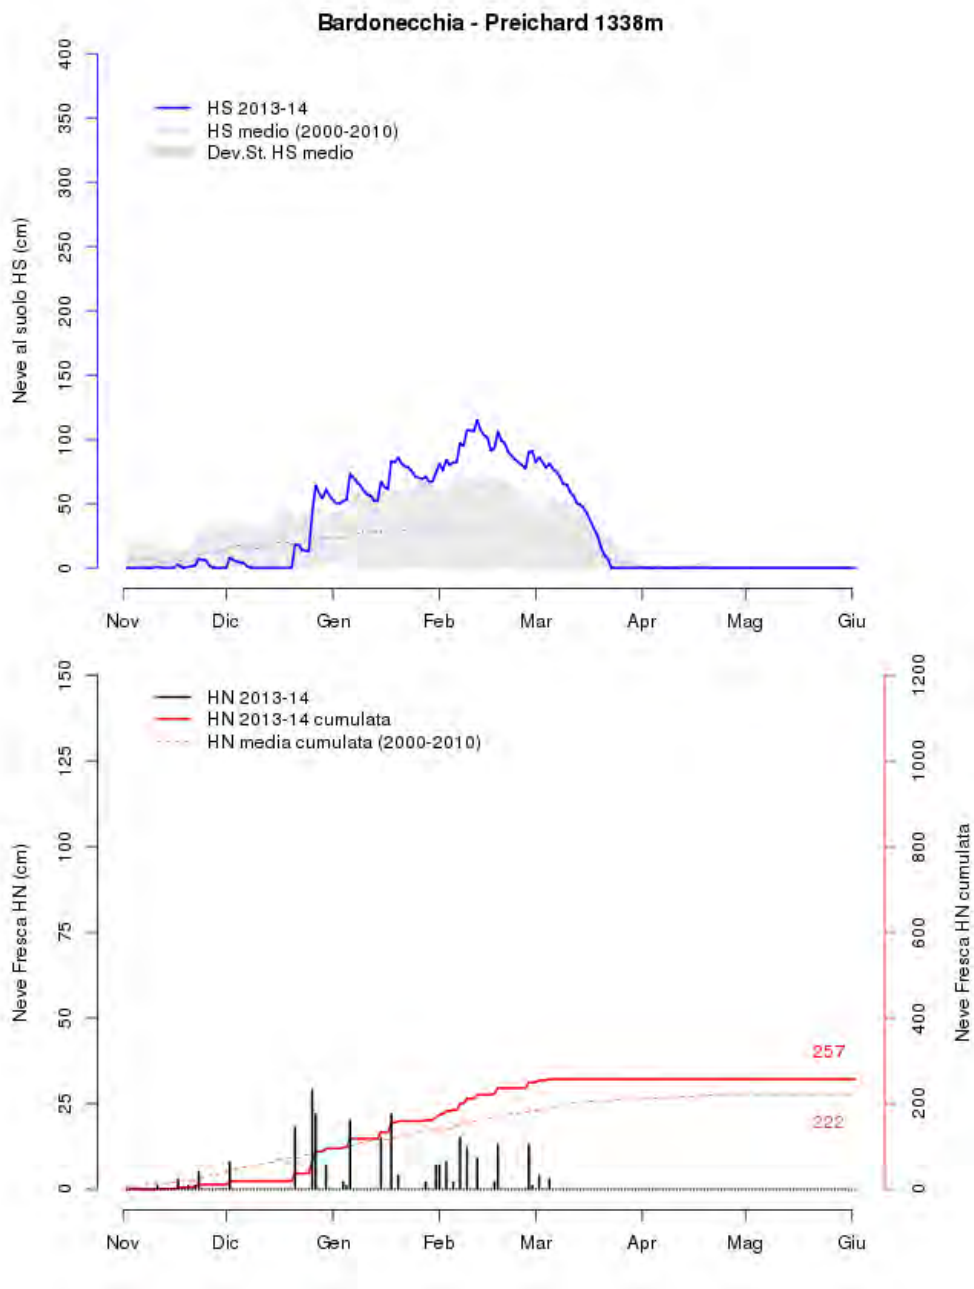 Bardonecchia - Preichard 1338m
400
350
300
250
200
150
100
50
0
Neve al suolo HS (cm)
HS 2013-14
HS medio (2000-2010)
Dev.St. HS medio
Nov Dic Gen Feb Mar Apr Mag Giu
150
125
100
75
50
25
0
Neve Fresca HN (cm)
HN 2013-14
HN 2013-14 cumulata
HN media cumulata (2000-2010)
257
222
1200
1000
800
600
400
200
0
Neve Fresca HN cumulata
Nov Dic Gen Feb Mar Apr Mag Giu